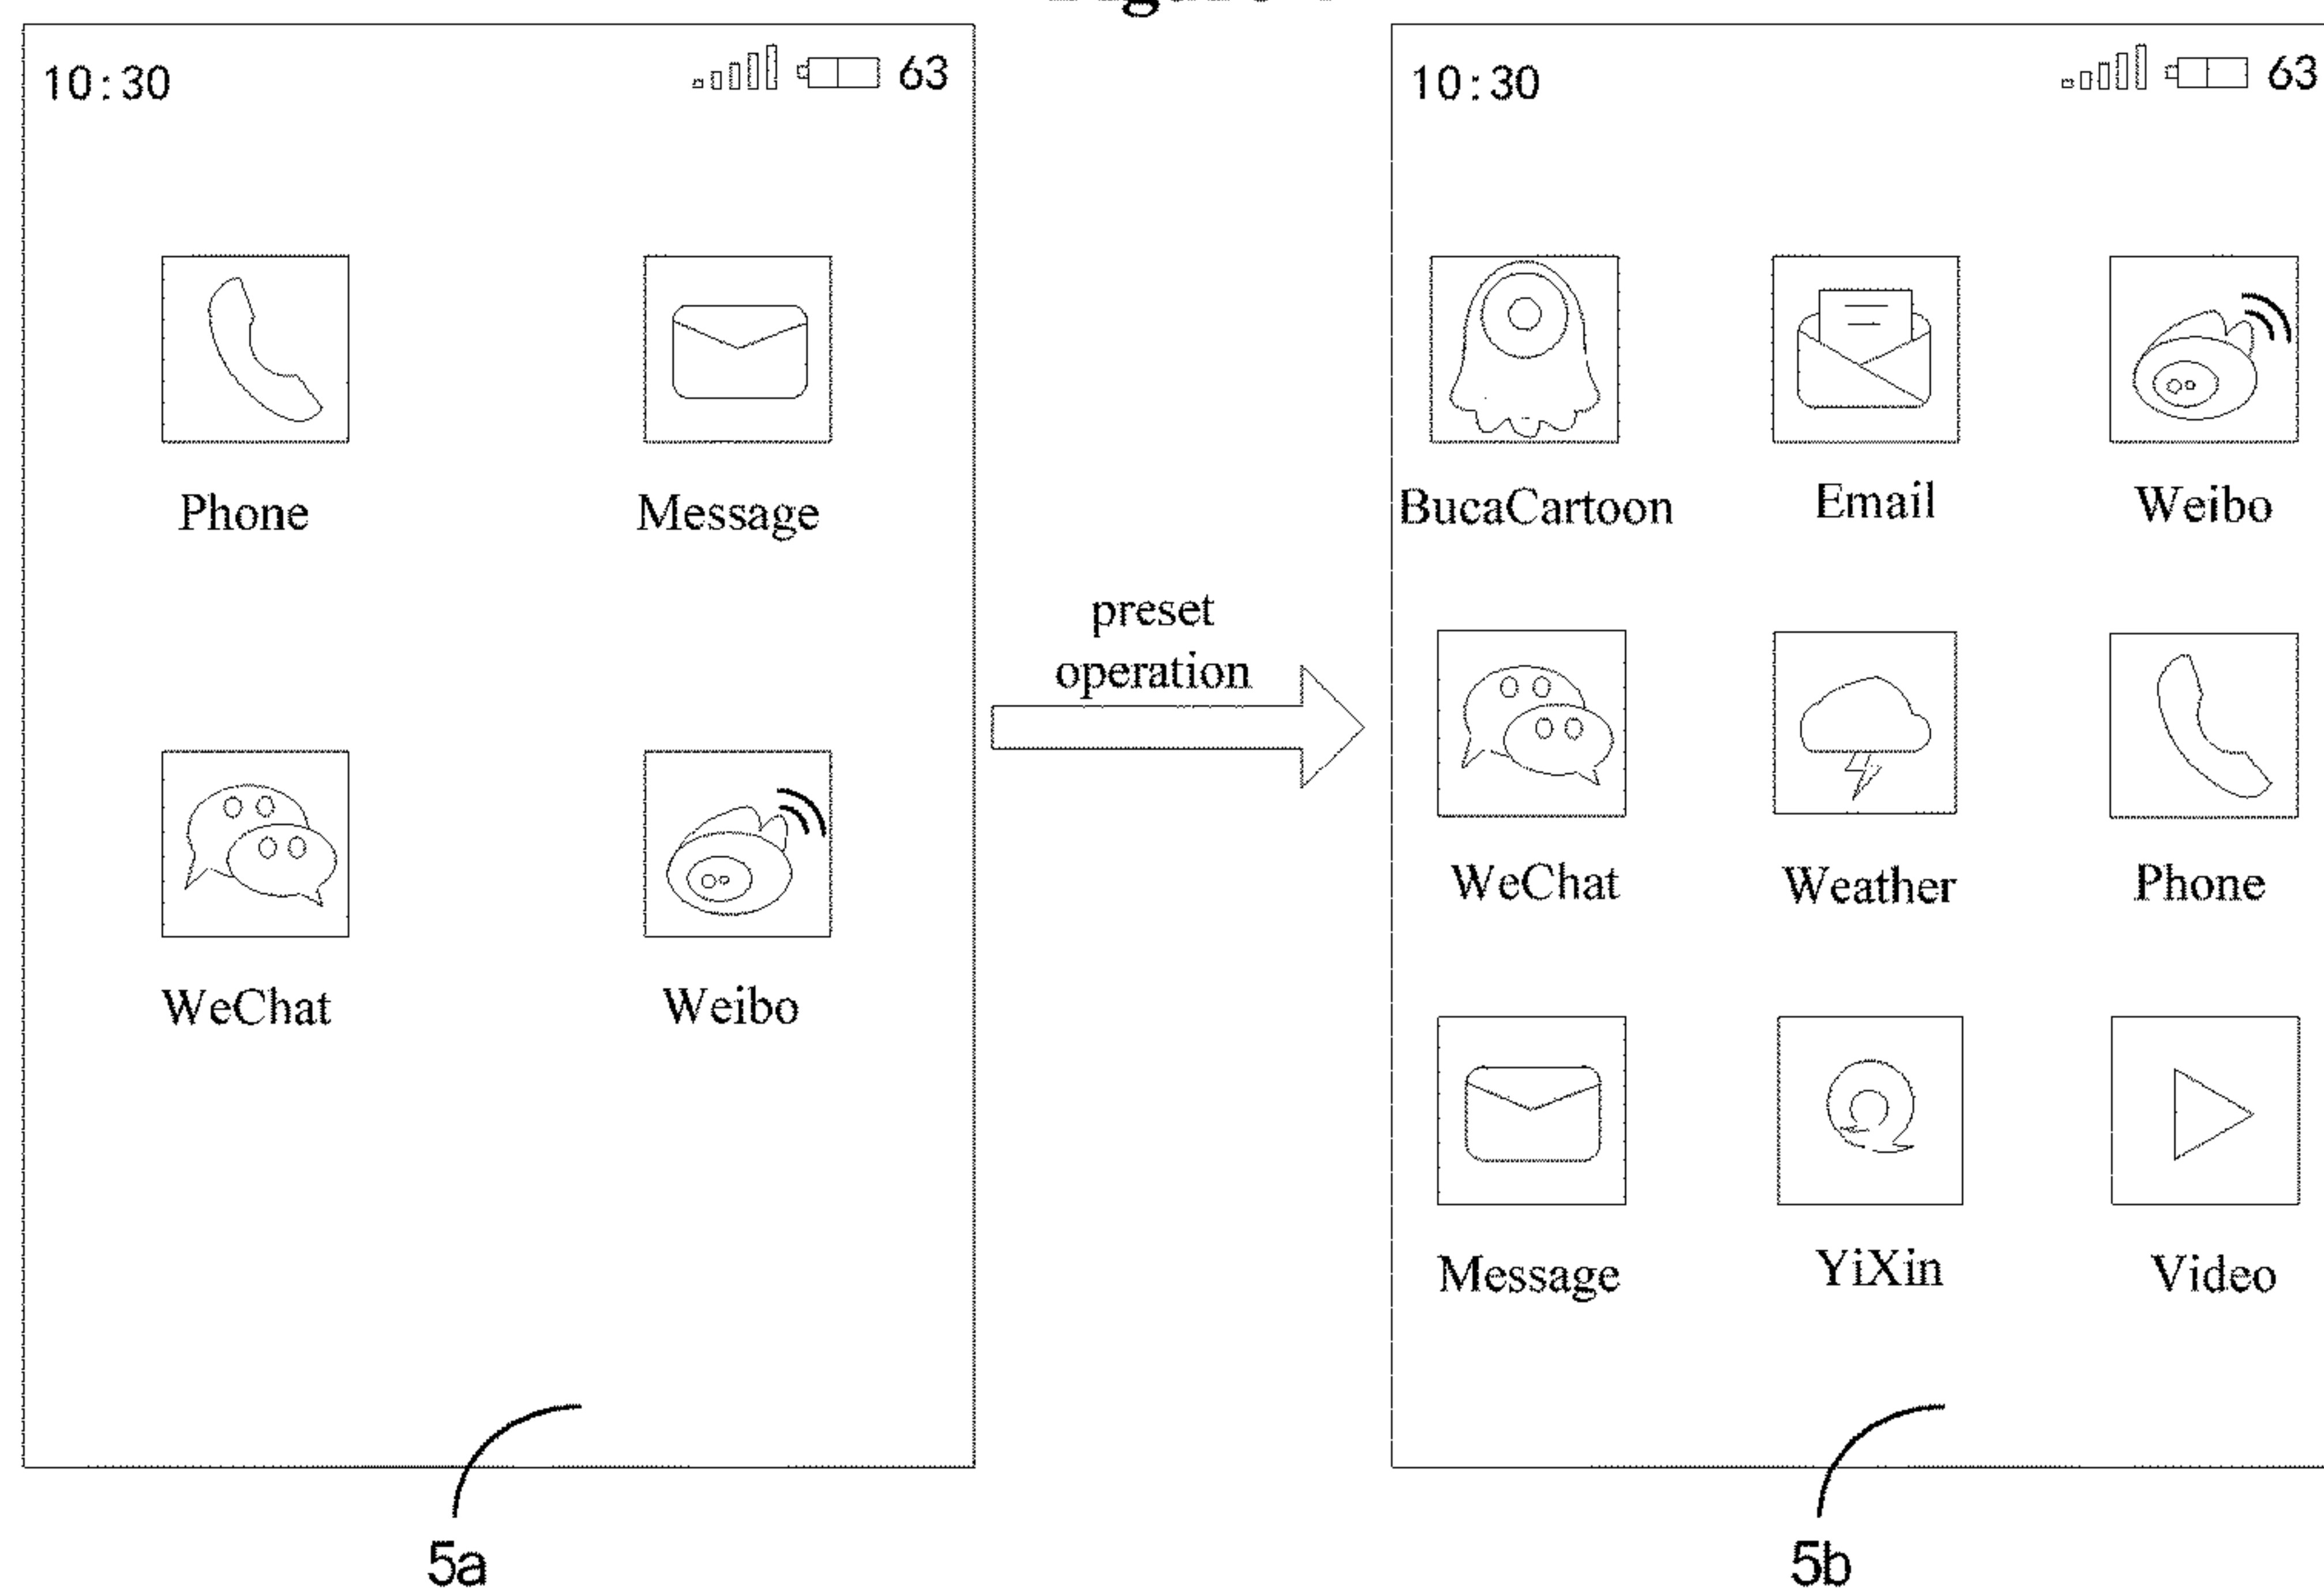 10:30 63
Phone Message
WeChat Weibo
5a
preset
operation
10:30 63
BucaCartoon Email Weibo
WeChat Weather Phone
Message YiXin Video
5b